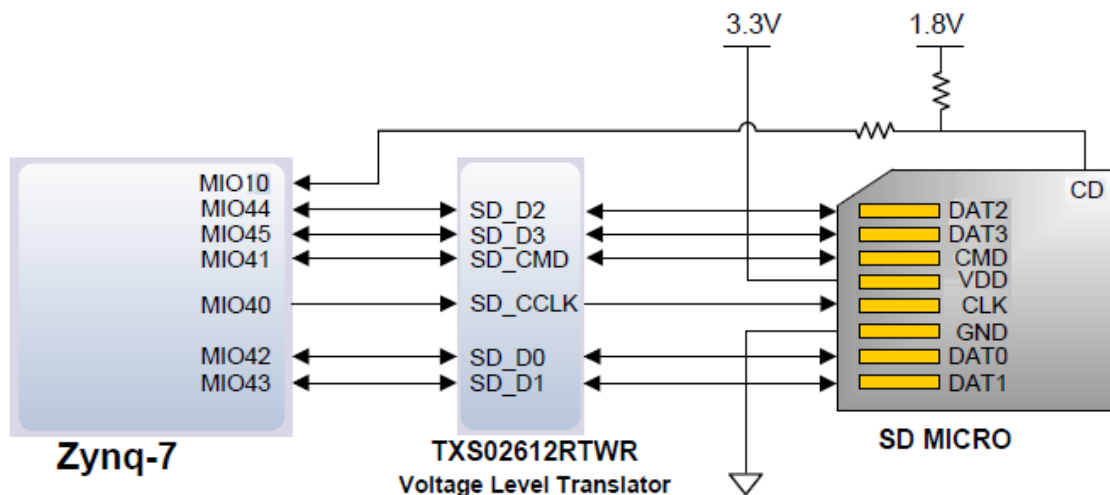 3.3V 1.8V
MIO10 CD
MIO44 SD_D2 DAT2
MIO45 SD_D3 DAT3
MIO41 SD_CMD CMD
VDD
MIO40 SD_CCLK CLK
GND
MIO42 SD_D0 DAT0
MIO43 SD_D1 DAT1
Zynq-7 TXS02612RTWR SD MICRO
Voltage Level Translator